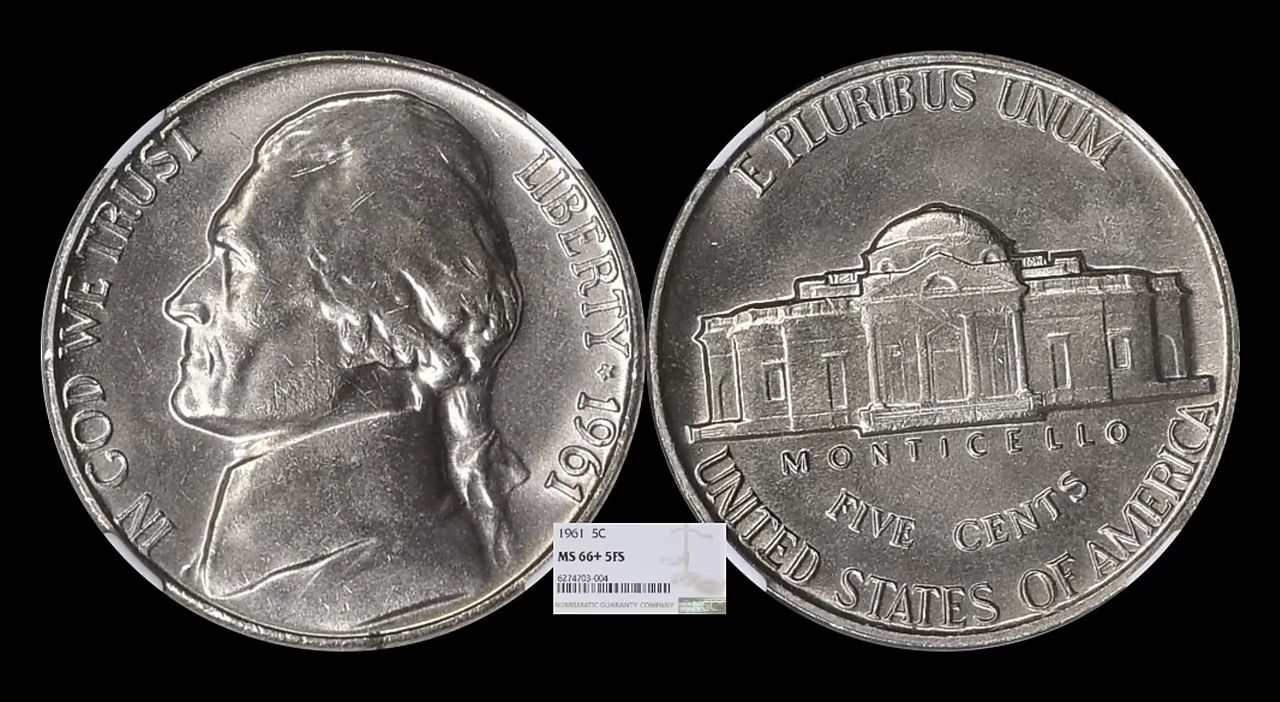 IN GOD WE TRUST
LIBERTY ★ 1961
E PLURIBUS UNUM
MONTICELLO
FIVE CENTS
UNITED STATES OF AMERICA
1961 5C
MS 66+ 5FS
6274703-004
NUMISMATIC GUARANTY COMPANY